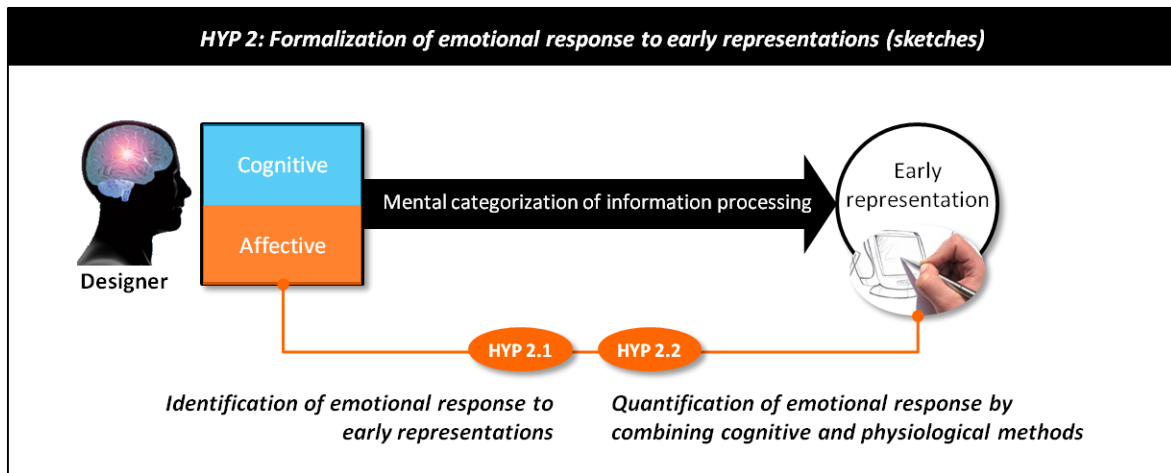 HYP 2: Formalization of emotional response to early representations (sketches)
Cognitive
Affective
Designer
Mental categorization of information processing
Early
representation
HYP 2.1
HYP 2.2
Identification of emotional response to
early representations
Quantification of emotional response by
combining cognitive and physiological methods